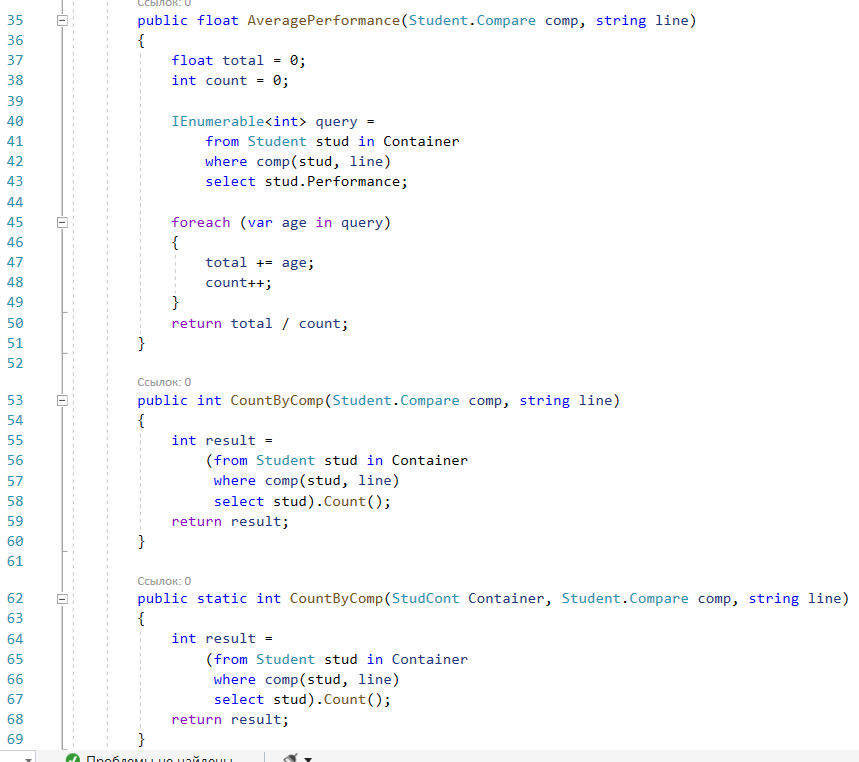 Ссылок: 0
35 public float AveragePerformance(Student.Compare comp, string line)
36 {
37 float total = 0;
38 int count = 0;
39
40 IEnumerable<int> query =
41 from Student stud in Container
42 where comp(stud, line)
43 select stud.Performance;
44
45 foreach (var age in query)
46 {
47 total += age;
48 count++;
49 }
50 return total / count;
51 }
52
Ссылок: 0
53 public int CountByComp(Student.Compare comp, string line)
54 {
55 int result =
56 (from Student stud in Container
57 where comp(stud, line)
58 select stud).Count();
59 return result;
60 }
61
Ссылок: 0
62 public static int CountByComp(StudCont Container, Student.Compare comp, string line)
63 {
64 int result =
65 (from Student stud in Container
66 where comp(stud, line)
67 select stud).Count();
68 return result;
69 }
Проблемы не найдены